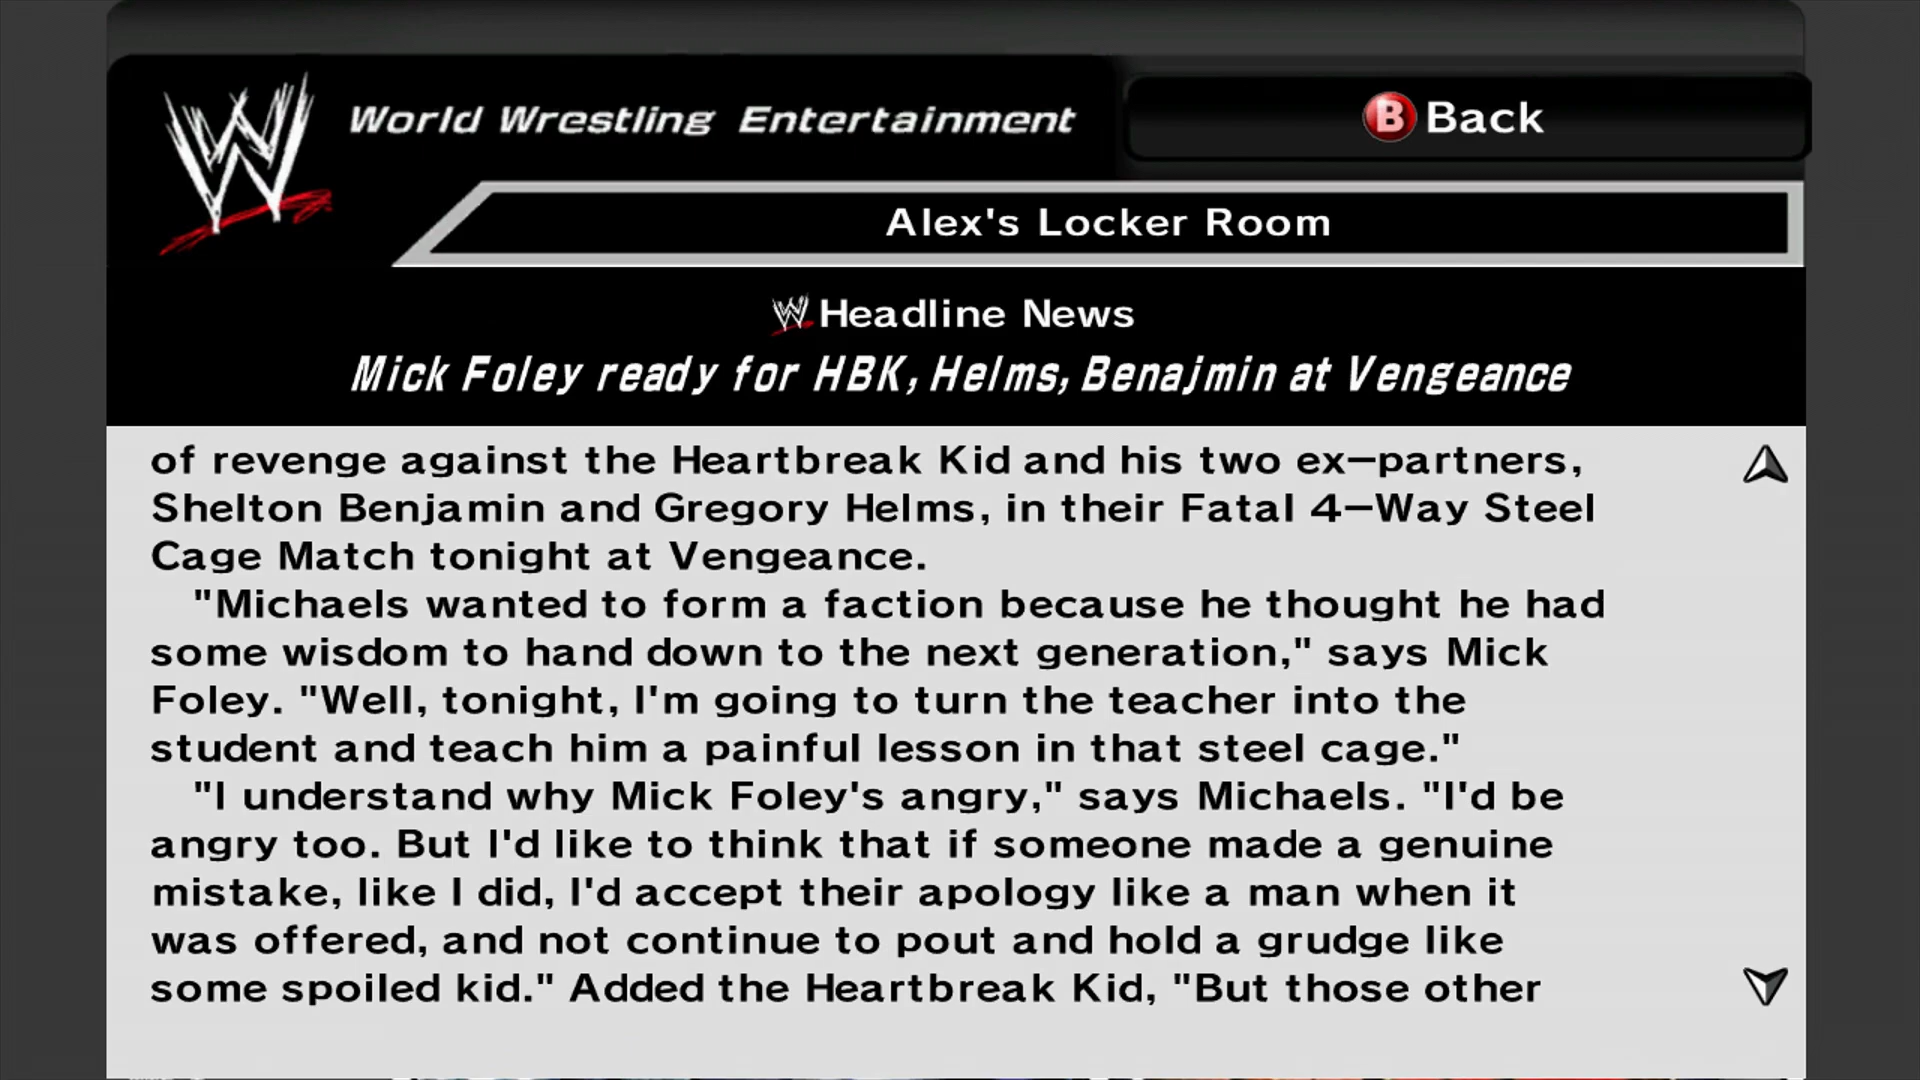 World Wrestling Entertainment
B Back
Alex's Locker Room
Headline News
Mick Foley ready for HBK, Helms, Benajmin at Vengeance
of revenge against the Heartbreak Kid and his two ex-partners,
Shelton Benjamin and Gregory Helms, in their Fatal 4-Way Steel
Cage Match tonight at Vengeance.
"Michaels wanted to form a faction because he thought he had
some wisdom to hand down to the next generation," says Mick
Foley. "Well, tonight, I'm going to turn the teacher into the
student and teach him a painful lesson in that steel cage."
"I understand why Mick Foley's angry," says Michaels. "I'd be
angry too. But I'd like to think that if someone made a genuine
mistake, like I did, I'd accept their apology like a man when it
was offered, and not continue to pout and hold a grudge like
some spoiled kid." Added the Heartbreak Kid, "But those other